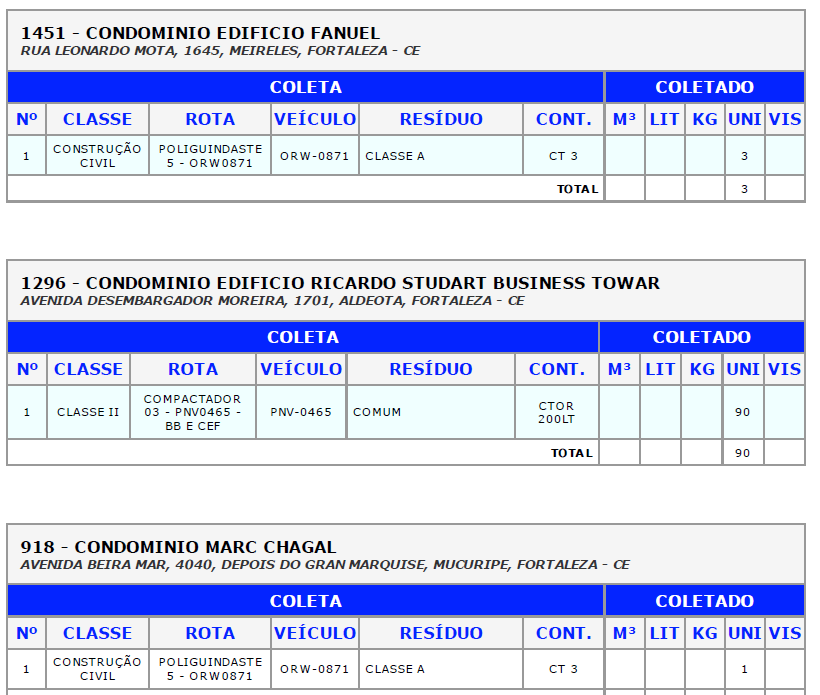 1451 - CONDOMINIO EDIFICIO FANUEL
RUA LEONARDO MOTA, 1645, MEIRELES, FORTALEZA - CE
COLETA COLETADO
Nº CLASSE ROTA VEÍCULO RESÍDUO CONT. M³ LIT KG UNI VIS
1 CONSTRUÇÃO CIVIL POLIGUINDASTE 5 - ORW0871 ORW-0871 CLASSE A CT 3 3
TOTAL 3
1296 - CONDOMINIO EDIFICIO RICARDO STUDART BUSINESS TOWAR
AVENIDA DESEMBARGADOR MOREIRA, 1701, ALDEOTA, FORTALEZA - CE
COLETA COLETADO
Nº CLASSE ROTA VEÍCULO RESÍDUO CONT. M³ LIT KG UNI VIS
1 CLASSE II COMPACTADOR 03 - PNV0465 - BB E CEF PNV-0465 COMUM CTOR 200LT 90
TOTAL 90
918 - CONDOMINIO MARC CHAGAL
AVENIDA BEIRA MAR, 4040, DEPOIS DO GRAN MARQUISE, MUCURIPE, FORTALEZA - CE
COLETA COLETADO
Nº CLASSE ROTA VEÍCULO RESÍDUO CONT. M³ LIT KG UNI VIS
1 CONSTRUÇÃO CIVIL POLIGUINDASTE 5 - ORW0871 ORW-0871 CLASSE A CT 3 1